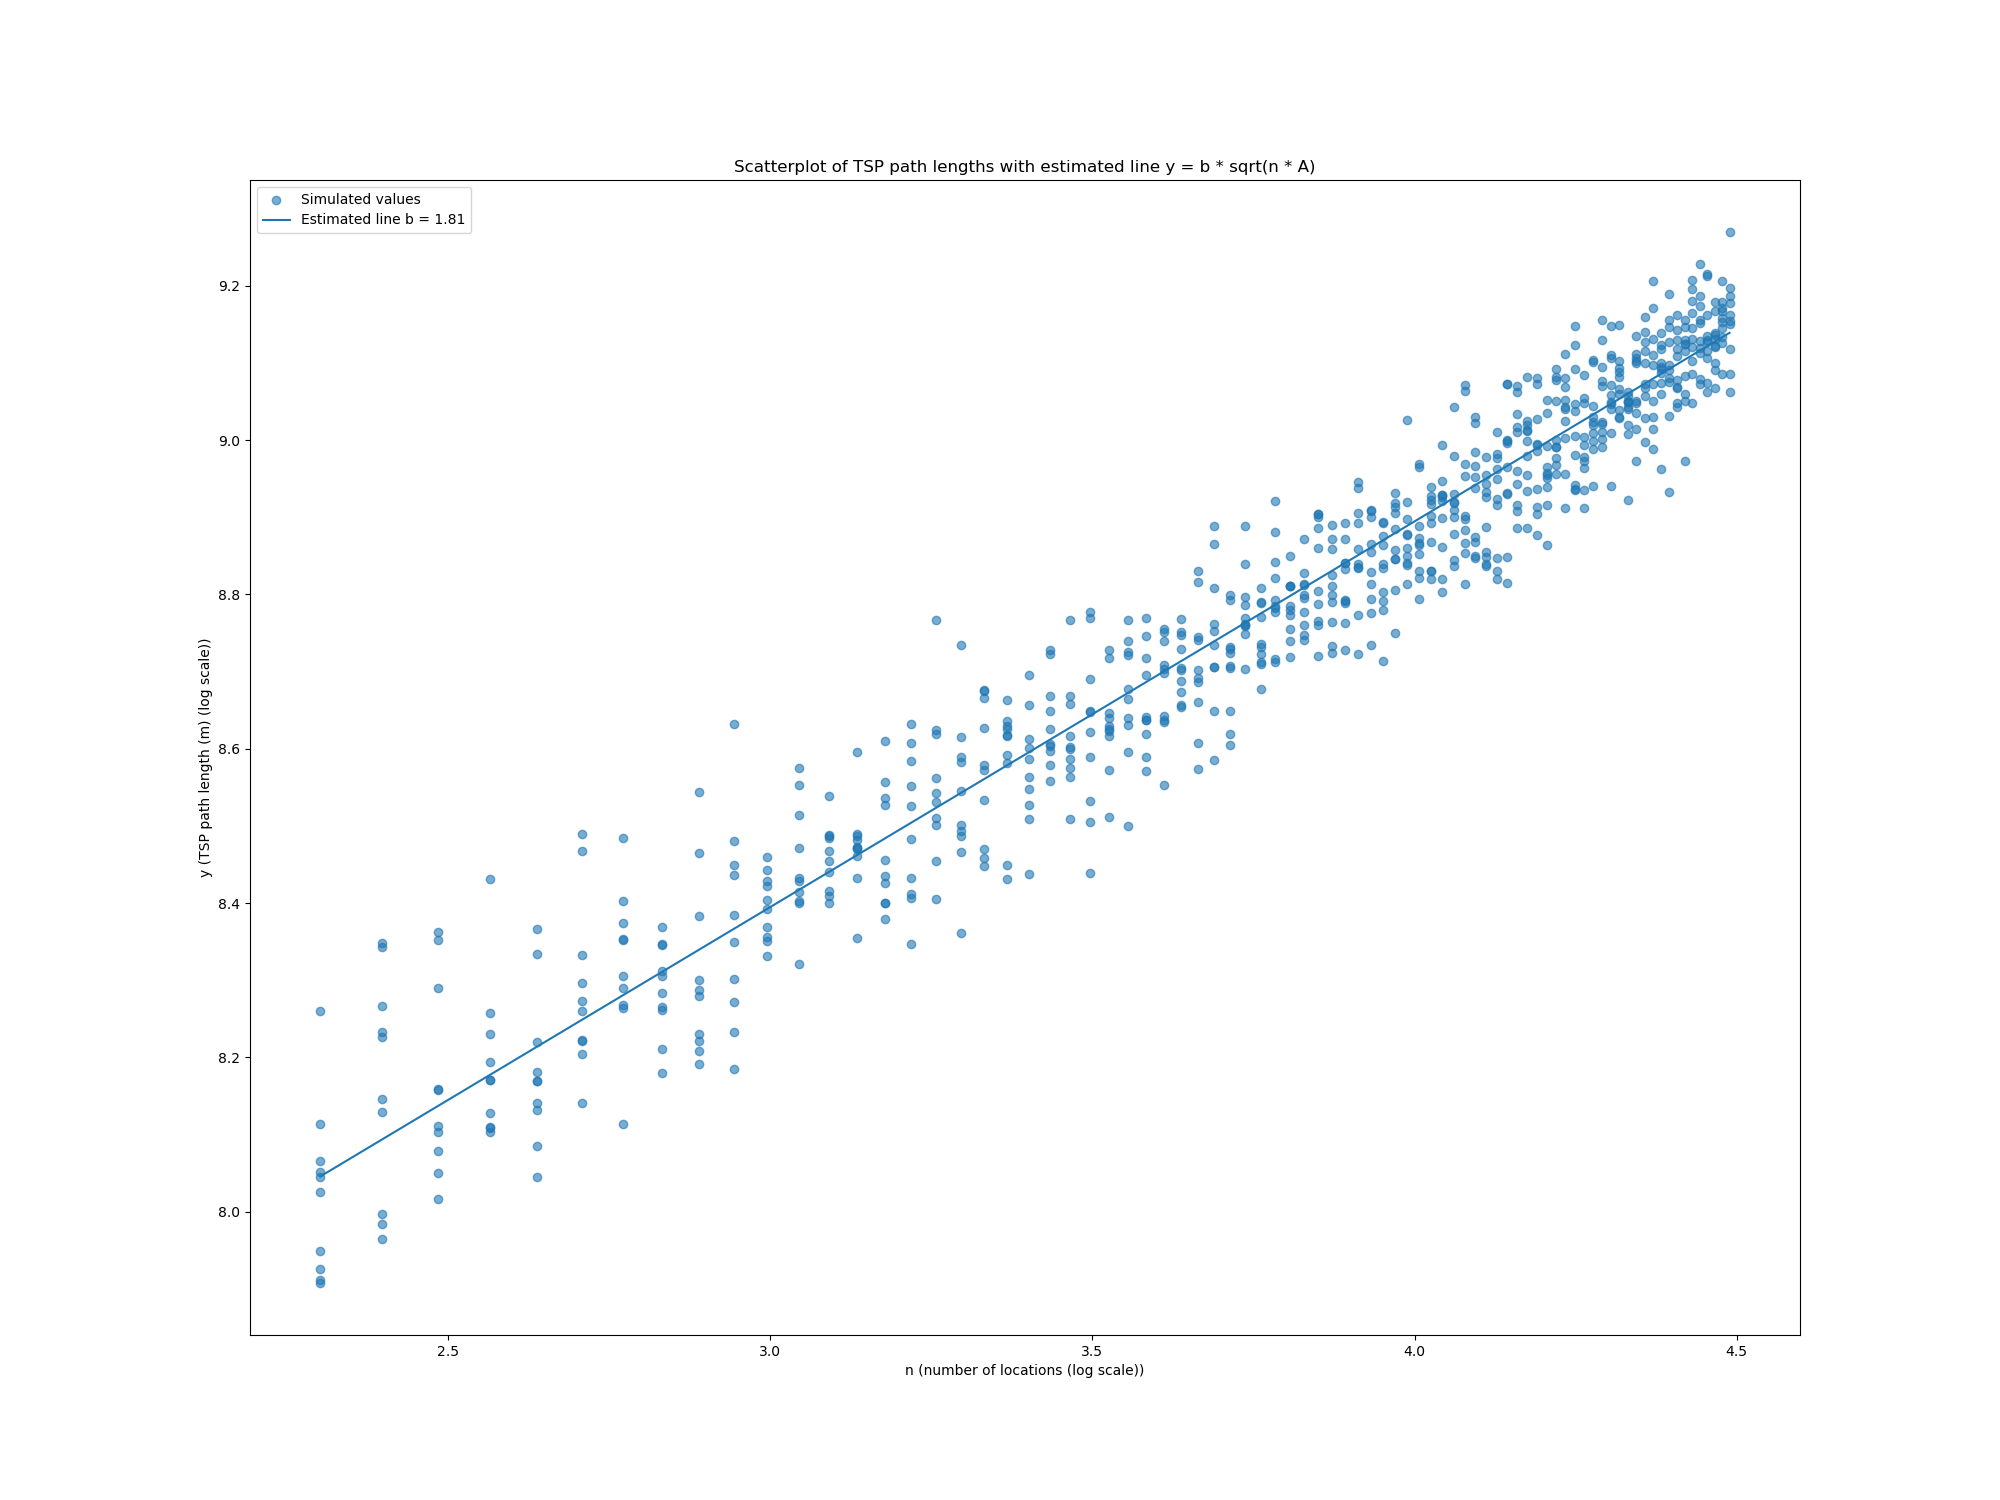 Scatterplot of TSP path lengths with estimated line y = b * sqrt(n * A)
Simulated values
Estimated line b = 1.81
9.2
9.0
8.8
8.6
8.4
8.2
8.0
y (TSP path length (m) (log scale))
2.5
3.0
3.5
4.0
4.5
n (number of locations (log scale))